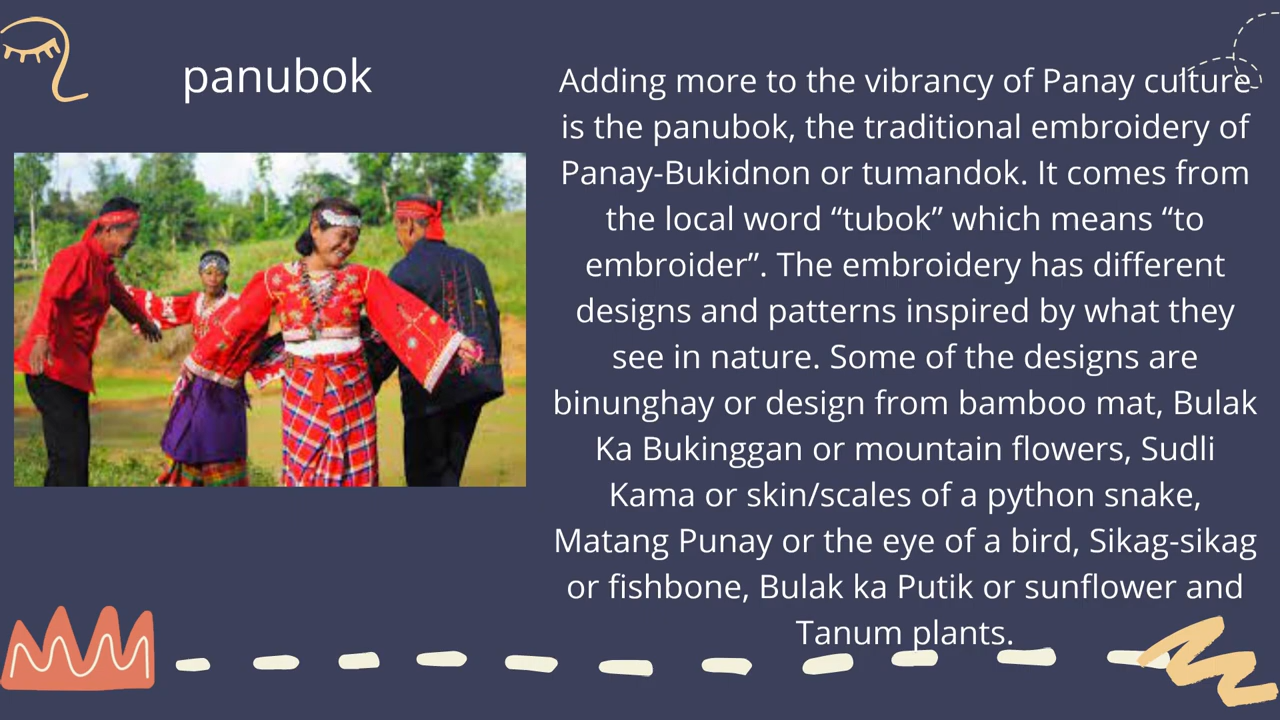 panubok
Adding more to the vibrancy of Panay culture
is the panubok, the traditional embroidery of
Panay-Bukidnon or tumandok. It comes from
the local word “tubok” which means “to
embroider”. The embroidery has different
designs and patterns inspired by what they
see in nature. Some of the designs are
binunghay or design from bamboo mat, Bulak
Ka Bukinggan or mountain flowers, Sudli
Kama or skin/scales of a python snake,
Matang Punay or the eye of a bird, Sikag-sikag
or fishbone, Bulak ka Putik or sunflower and
Tanum plants.